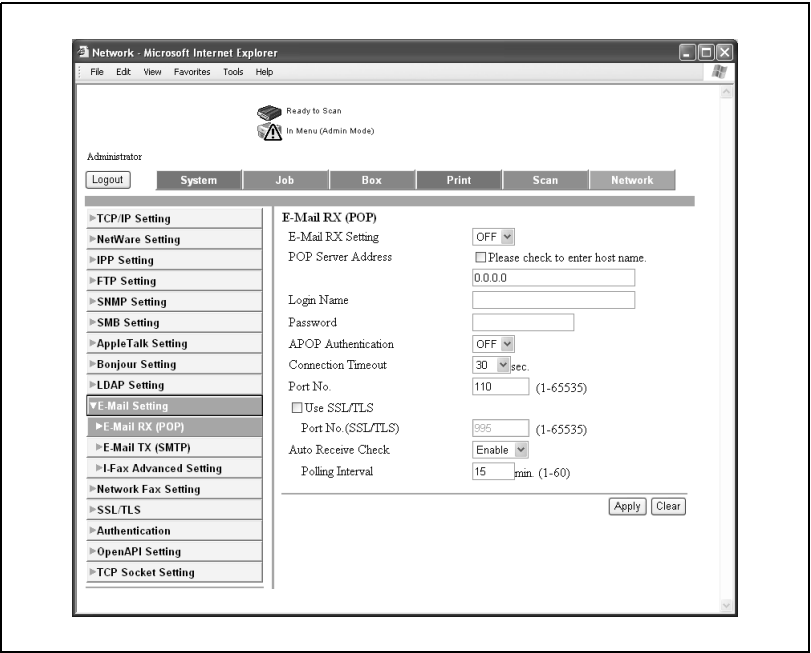 Network - Microsoft Internet Explorer
File Edit View Favorites Tools Help
Ready to Scan
In Menu (Admin Mode)
Administrator
Logout System Job Box Print Scan Network
TCP/IP Setting
NetWare Setting
IPP Setting
FTP Setting
SNMP Setting
SMB Setting
AppleTalk Setting
Bonjour Setting
LDAP Setting
E-Mail Setting
E-Mail RX (POP)
E-Mail TX (SMTP)
I-Fax Advanced Setting
Network Fax Setting
SSL/TLS
Authentication
OpenAPI Setting
TCP Socket Setting
E-Mail RX (POP)
E-Mail RX Setting OFF
POP Server Address Please check to enter host name.
0.0.0.0
Login Name
Password
APOP Authentication OFF
Connection Timeout 30 sec.
Port No. 110 (1-65535)
Use SSL/TLS
Port No.(SSL/TLS) 995 (1-65535)
Auto Receive Check Enable
Polling Interval 15 min. (1-60)
Apply Clear